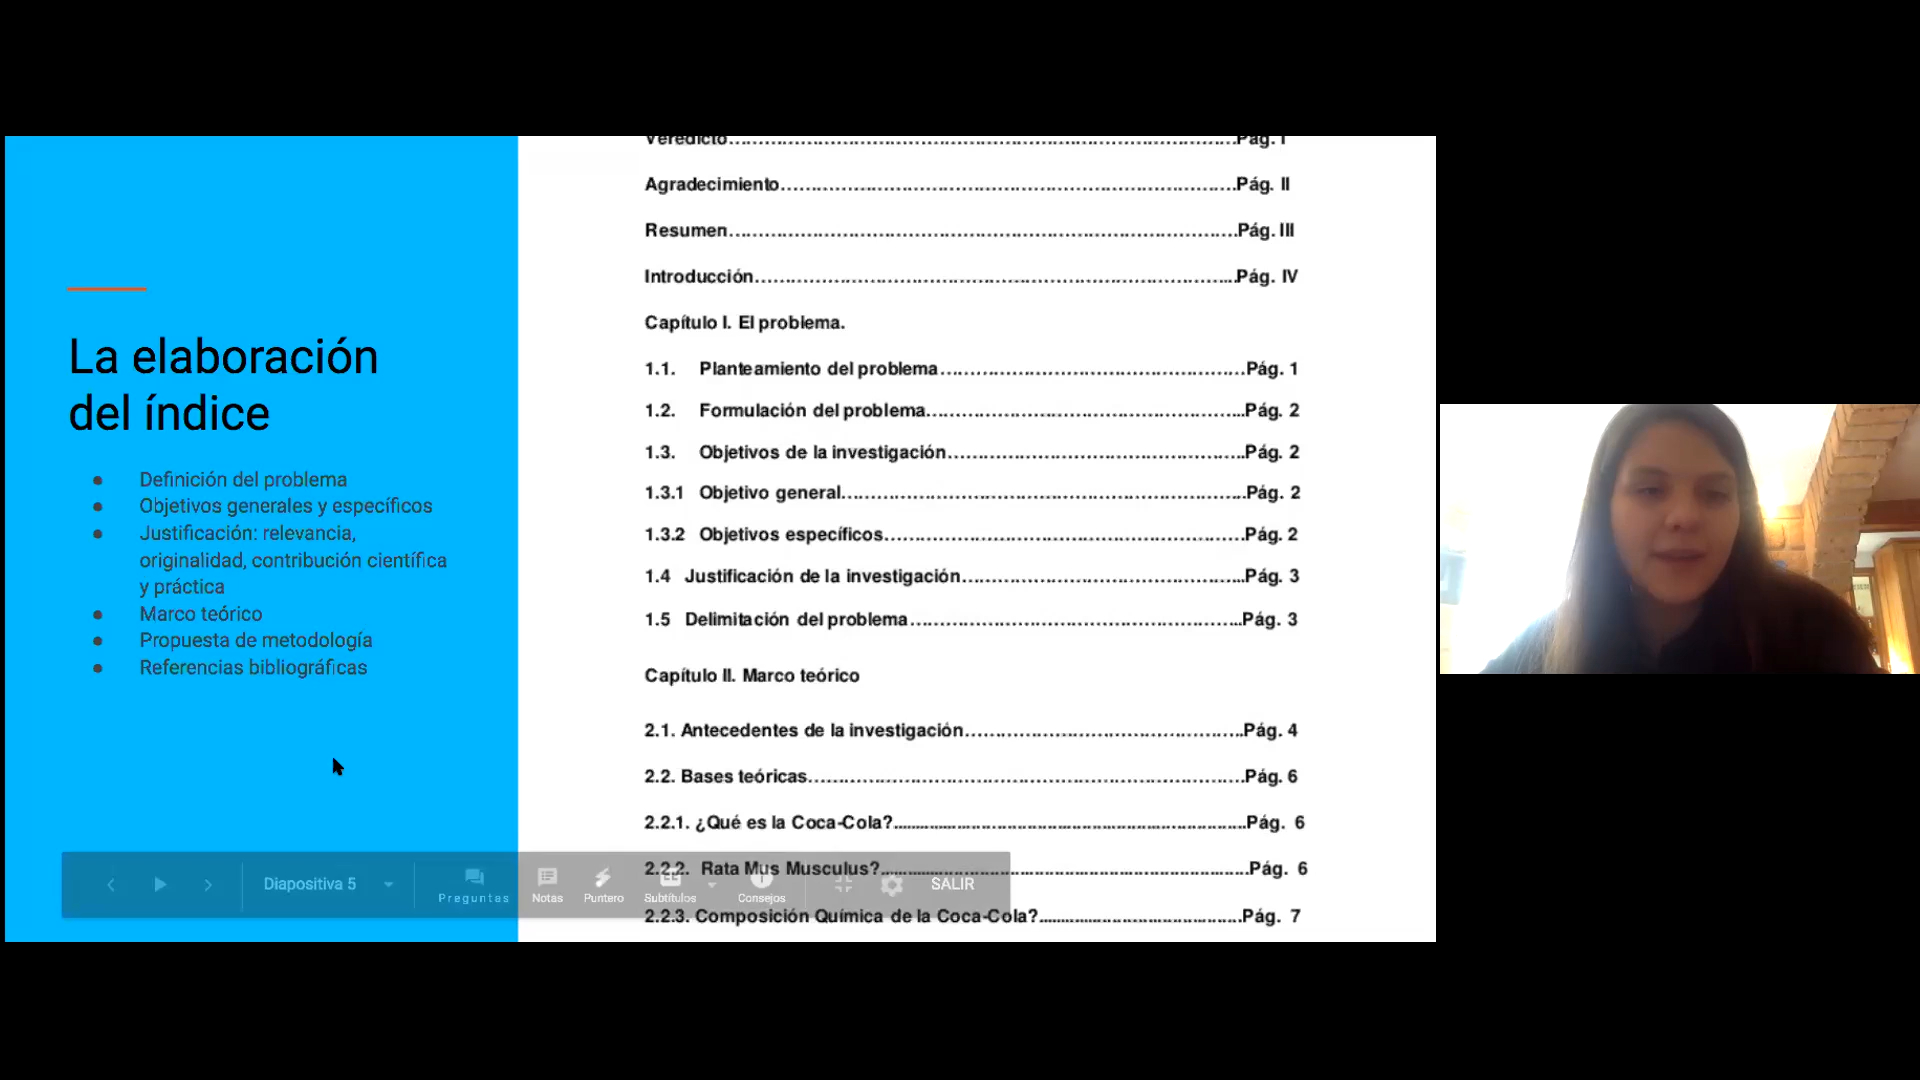 La elaboración
del índice
● Definición del problema
● Objetivos generales y específicos
● Justificación: relevancia,
originalidad, contribución científica
y práctica
● Marco teórico
● Propuesta de metodología
● Referencias bibliográficas
Veredicto……………………………………………………………Pág. I
Agradecimiento……………………………………………………………Pág. II
Resumen……………………………………………………………Pág. III
Introducción……………………………………………………………Pág. IV
Capítulo I. El problema.
1.1. Planteamiento del problema……………………………………………Pág. 1
1.2. Formulación del problema……………………………………………Pág. 2
1.3. Objetivos de la investigación……………………………………………Pág. 2
1.3.1 Objetivo general……………………………………………Pág. 2
1.3.2 Objetivos específicos……………………………………………Pág. 2
1.4 Justificación de la investigación……………………………………………Pág. 3
1.5 Delimitación del problema……………………………………………Pág. 3
Capítulo II. Marco teórico
2.1. Antecedentes de la investigación……………………………………Pág. 4
2.2. Bases teóricas……………………………………………Pág. 6
2.2.1. ¿Qué es la Coca-Cola?……………………………………………Pág. 6
2.2.2. Rata Mus Musculus?……………………………………………Pág. 6
2.2.3. Composición Química de la Coca-Cola?……………………………Pág. 7
Diapositiva 5
Preguntas
Notas
Puntero
Subtítulos
Consejos
SALIR